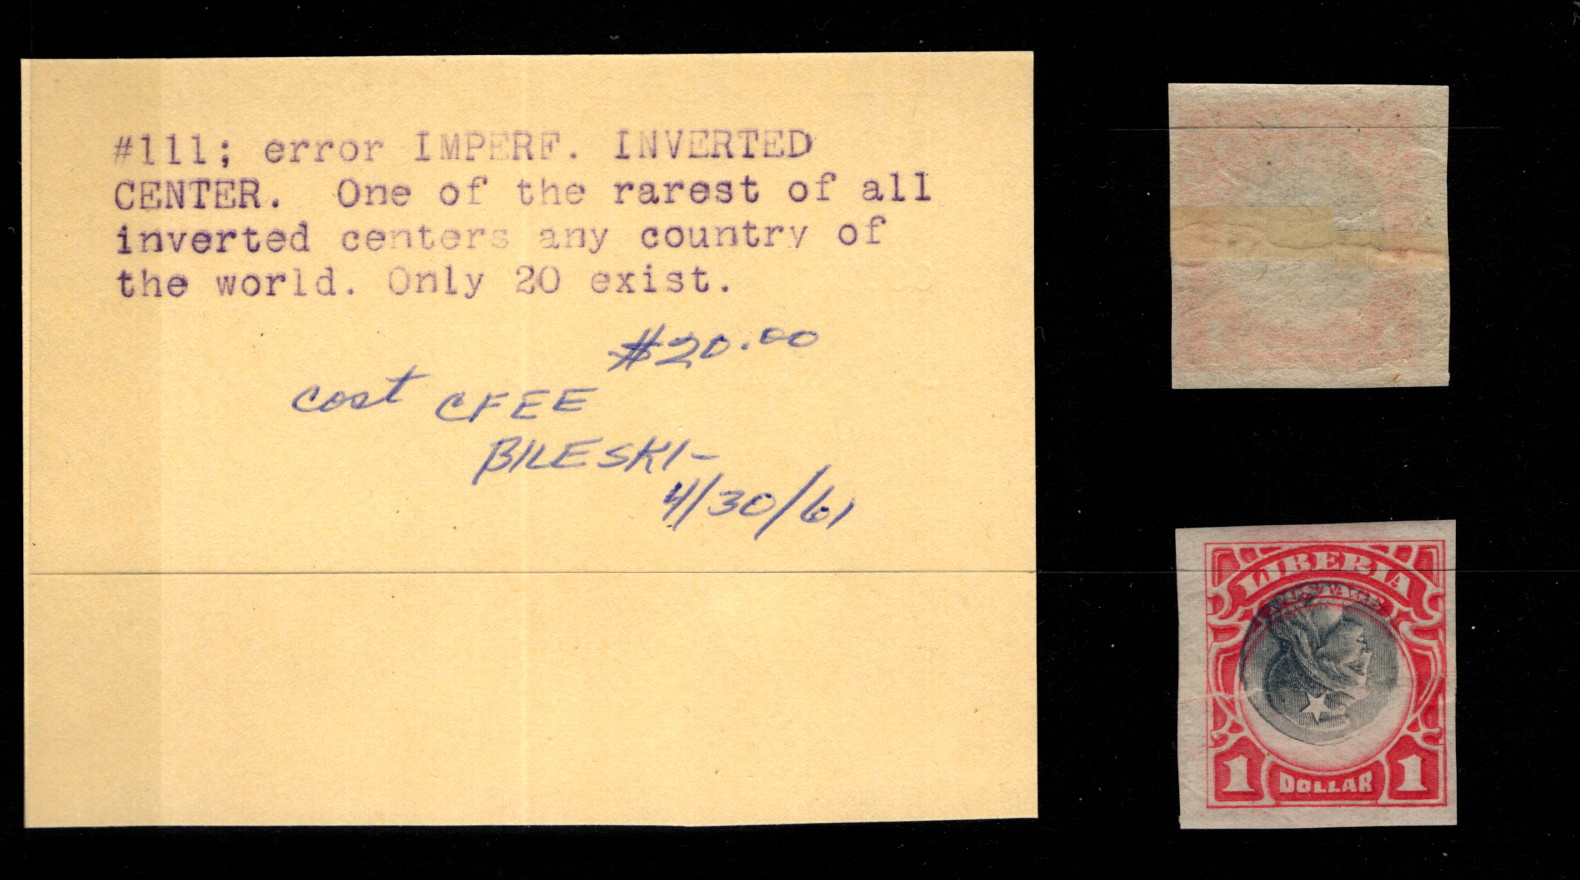 #111; error IMPERF. INVERTED
CENTER. One of the rarest of all
inverted centers any country of
the world. Only 20 exist.
$20.00
cost CFEE
BILESKI-
4/30/61
LIBERIA
POSTAGE
1 DOLLAR 1